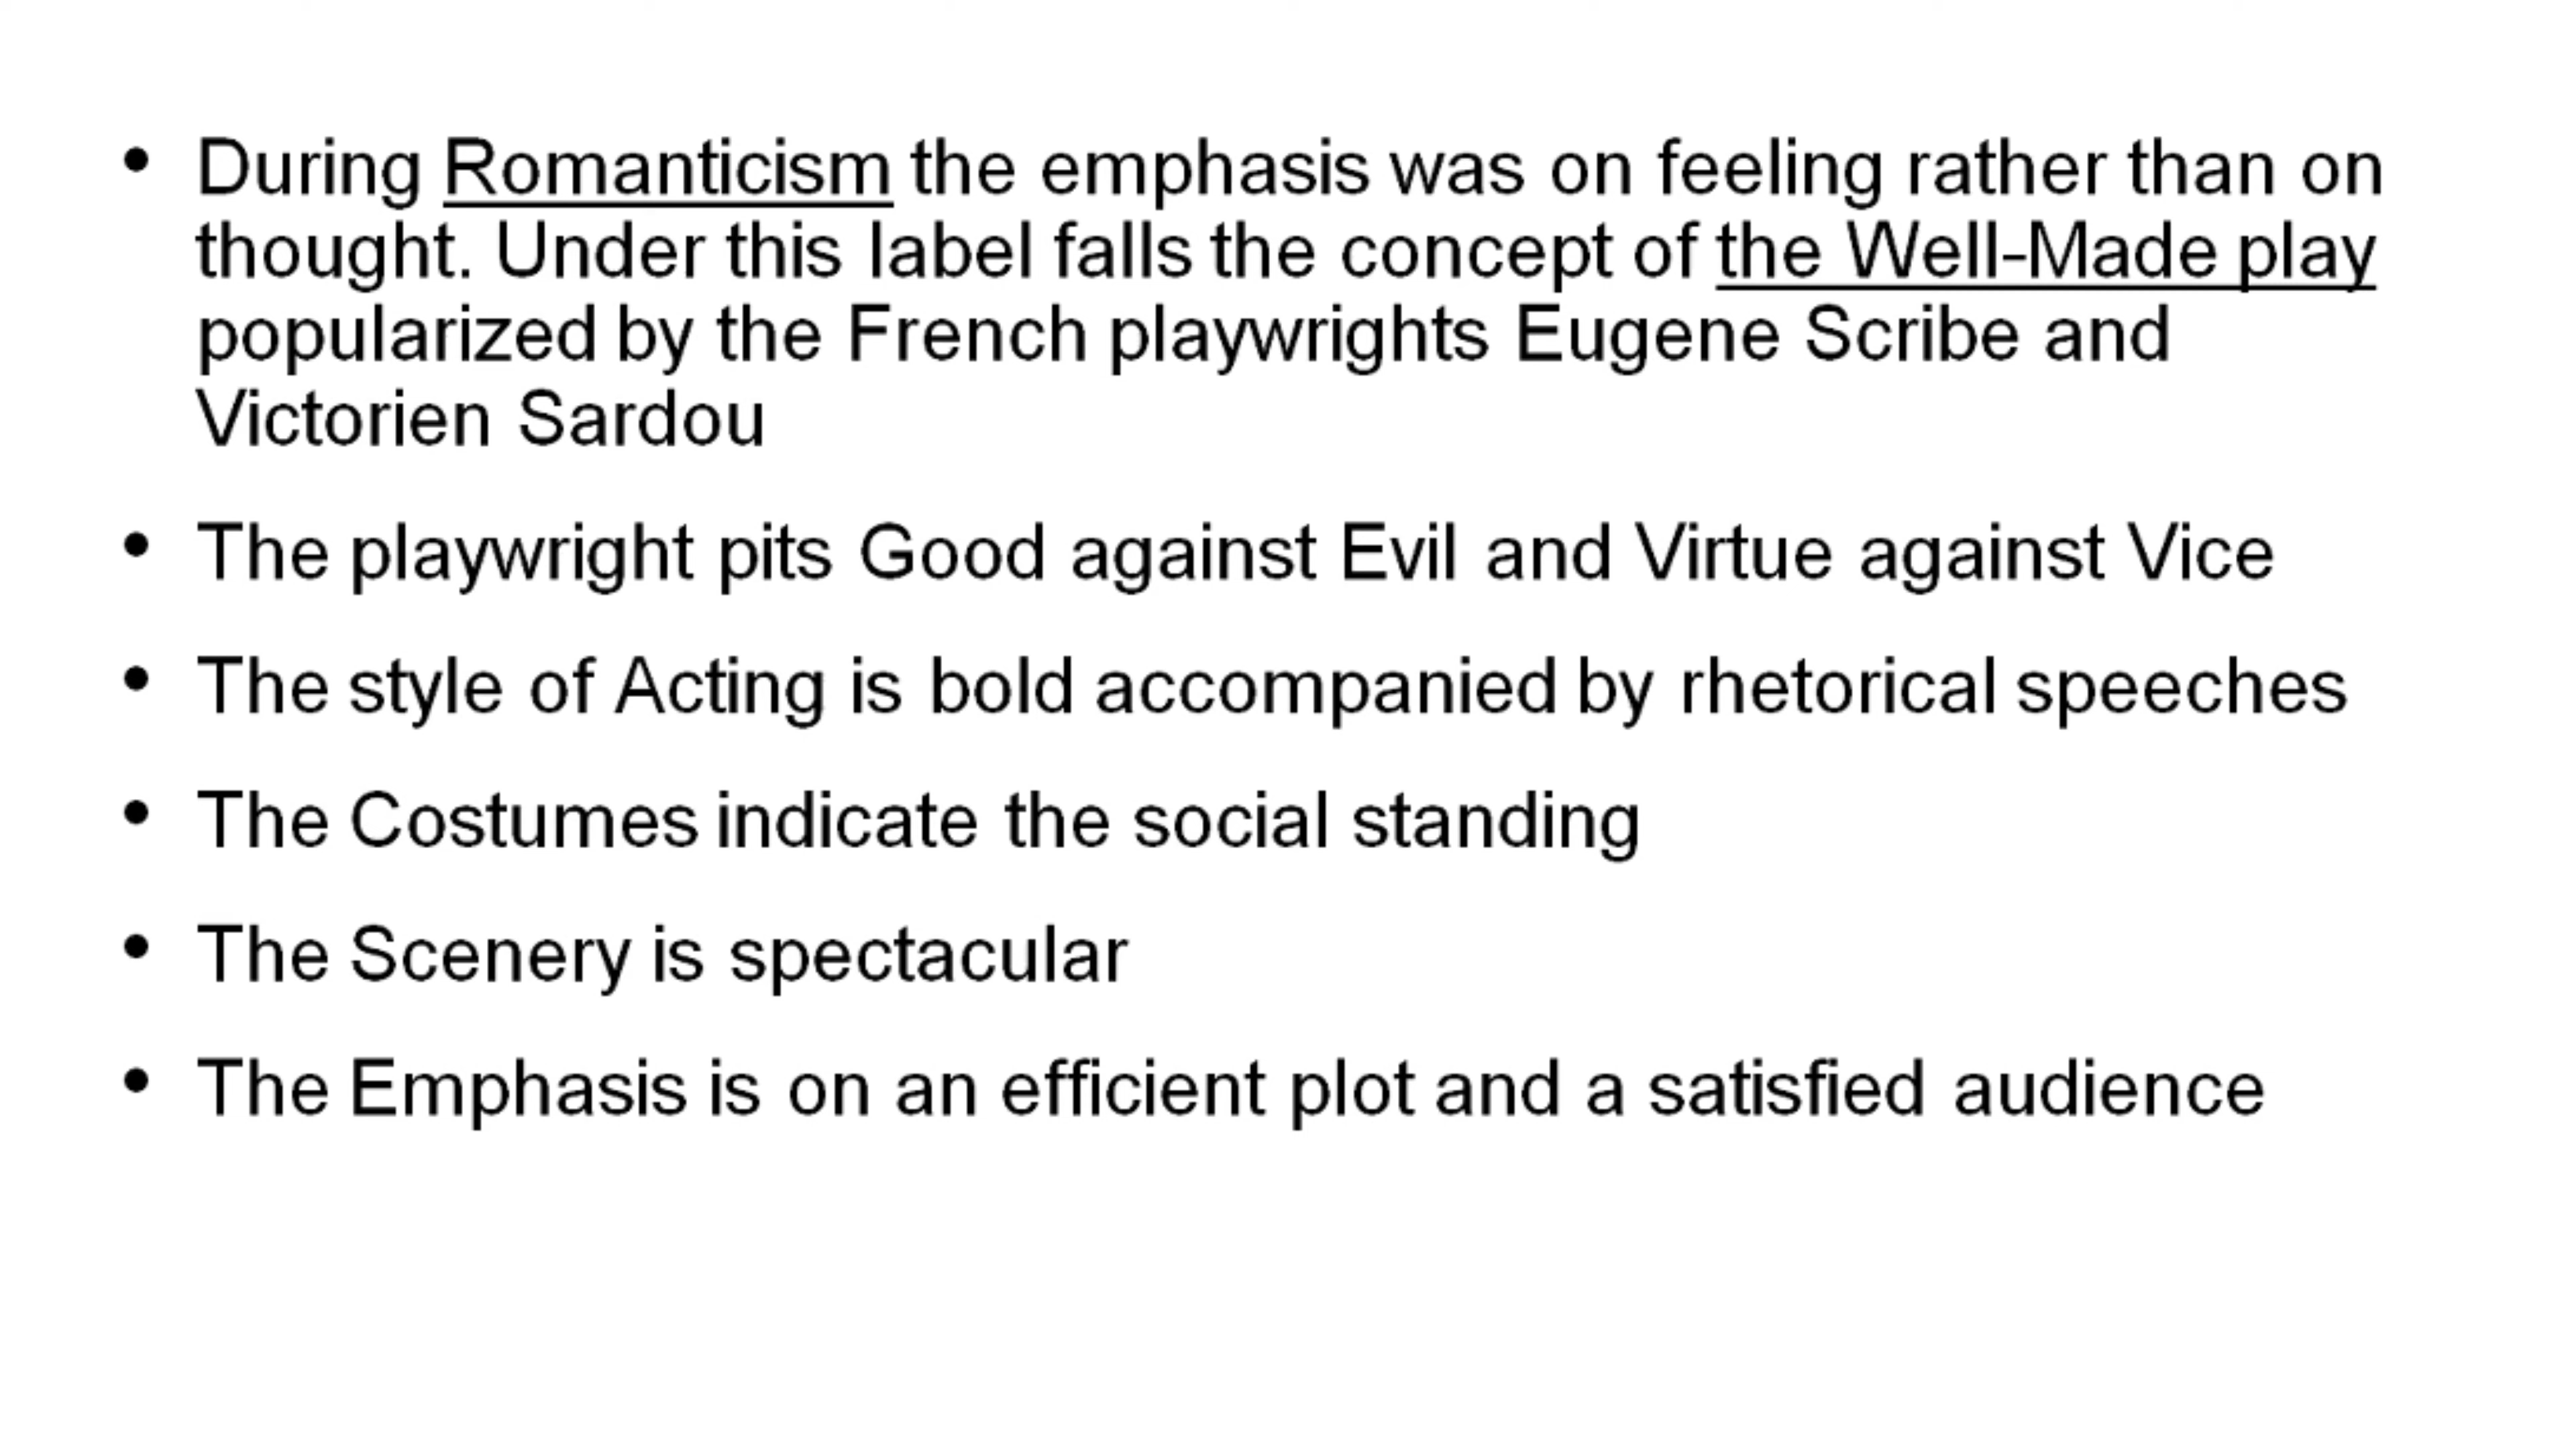 • During Romanticism the emphasis was on feeling rather than on
thought. Under this label falls the concept of the Well-Made play
popularized by the French playwrights Eugene Scribe and
Victorien Sardou
• The playwright pits Good against Evil and Virtue against Vice
• The style of Acting is bold accompanied by rhetorical speeches
• The Costumes indicate the social standing
• The Scenery is spectacular
• The Emphasis is on an efficient plot and a satisfied audience